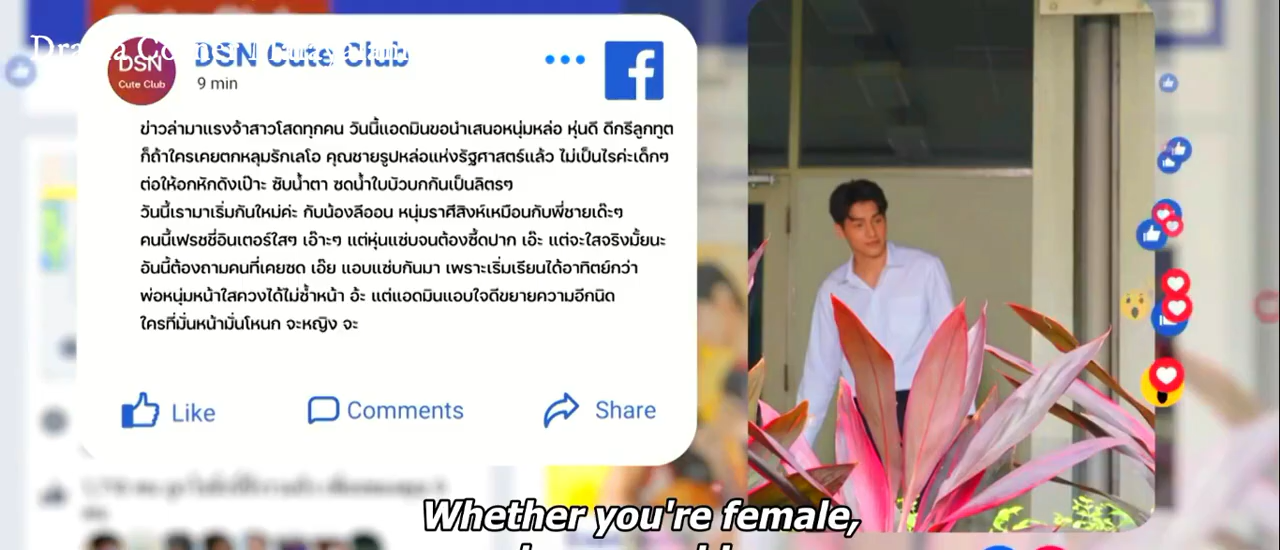 DSN Cute Club
DSN
Cute Club
9 min
ข่าวล่ามาแรงจ้าสาวโสดทุกคน วันนี้แอดมินขอนำเสนอหนุ่มหล่อ หุ่นดี ดีกรีลูกทูต
ก็ถ้าใครเคยตกหลุมรักเลโอ คุณชายรูปหล่อแห่งรัฐศาสตร์แล้ว ไม่เป็นไรค่ะเด็กๆ
ต่อให้อกหักดังเป๊าะ ซับน้ำตา ซดน้ำใบบัวบกกันเป็นลิตรๆ
วันนี้เรามาเริ่มกันใหม่ค่ะ กับน้องลีออน หนุ่มราศีสิงห์เหมือนกับพี่ชายเด๊ะๆ
คนนี้เฟรชชี่อินเตอร์ใสๆ เอ๊าะๆ แต่หุ่นแซ่บจนต้องซี้ดปาก เอ๊ะ แต่จะใสจริงมั้ยนะ
อันนี้ต้องถามคนที่เคยซด เอ๊ย แอบแซ่บกันมา เพราะเริ่มเรียนได้อาทิตย์กว่า
พ่อหนุ่มหน้าใสควงได้ไม่ซ้ำหน้า อ้ะ แต่แอดมินแอบใจดีขยายความอีกนิด
ใครที่มั่นหน้ามั่นโหนก จะหญิง จะ
Like
Comments
Share
Whether you're female,